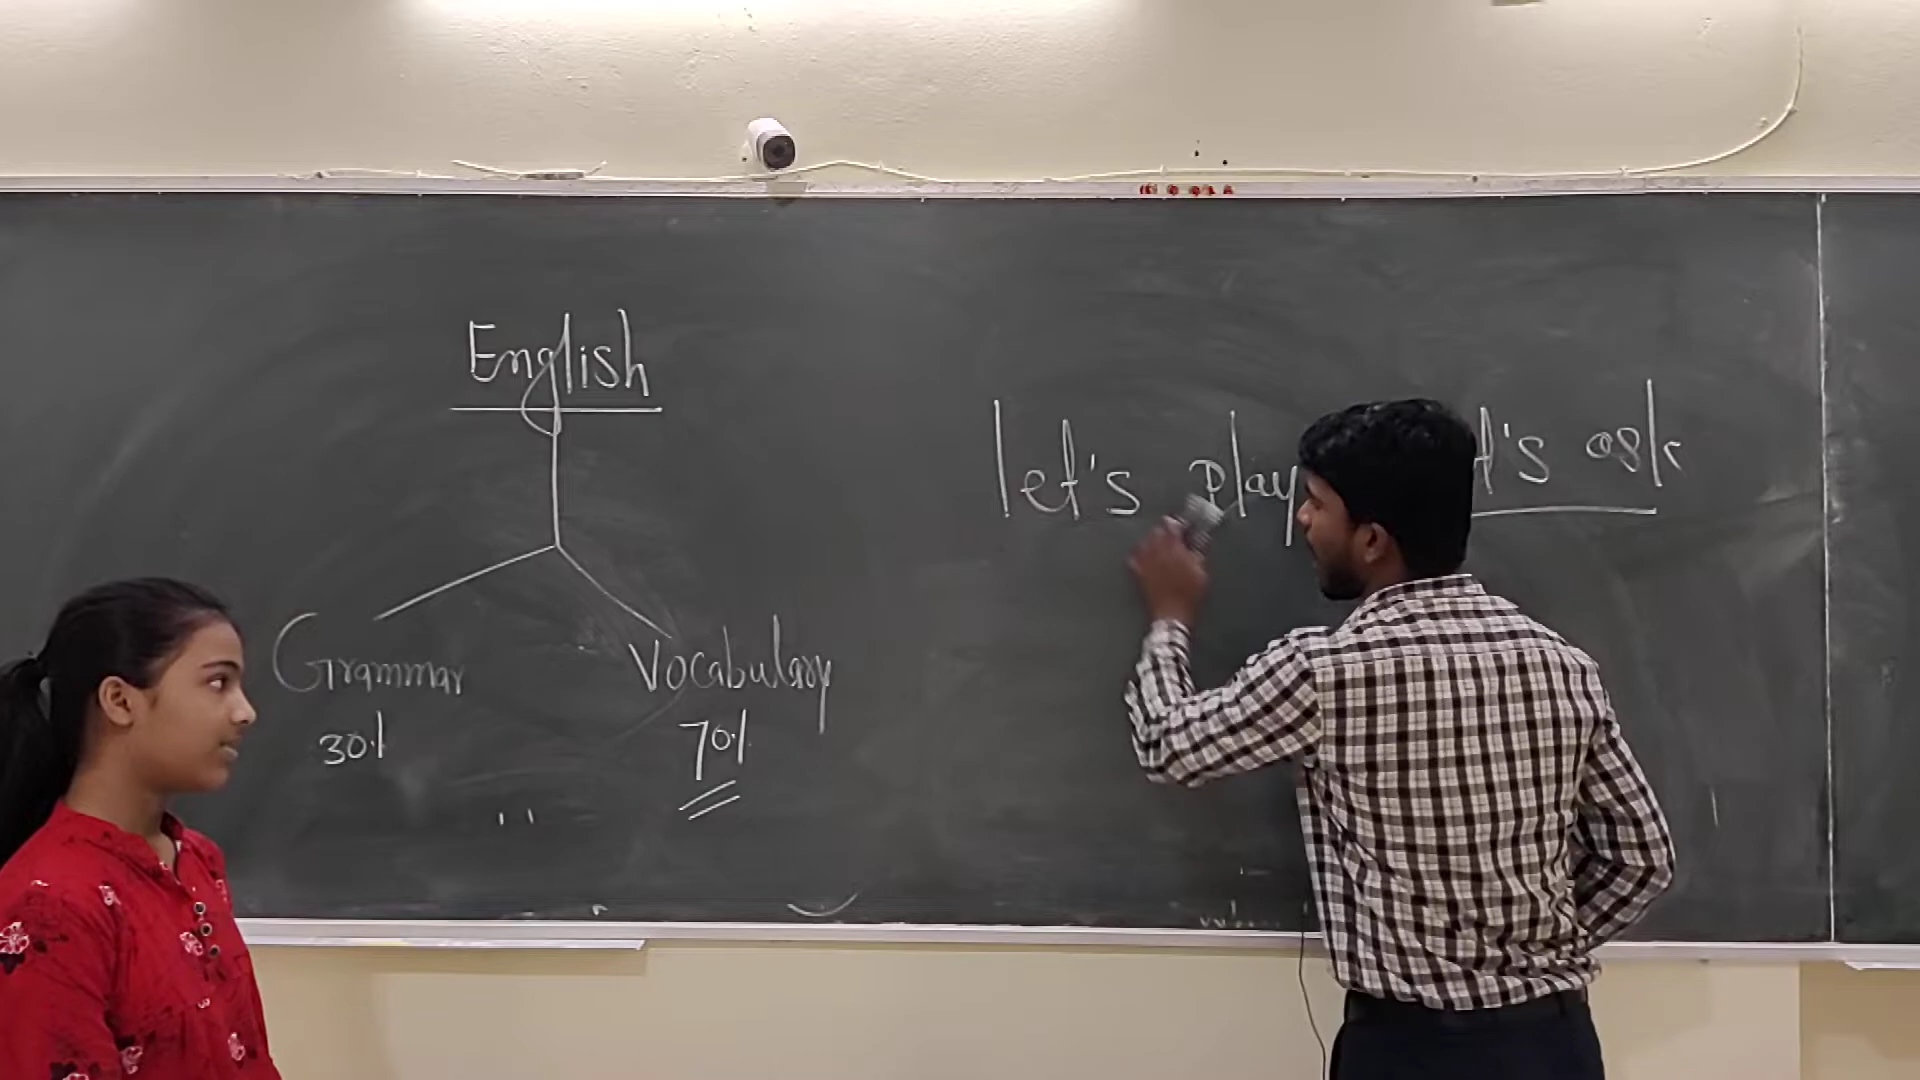 English
Grammar Vocabulary
30% 70%
let's play
t's ask